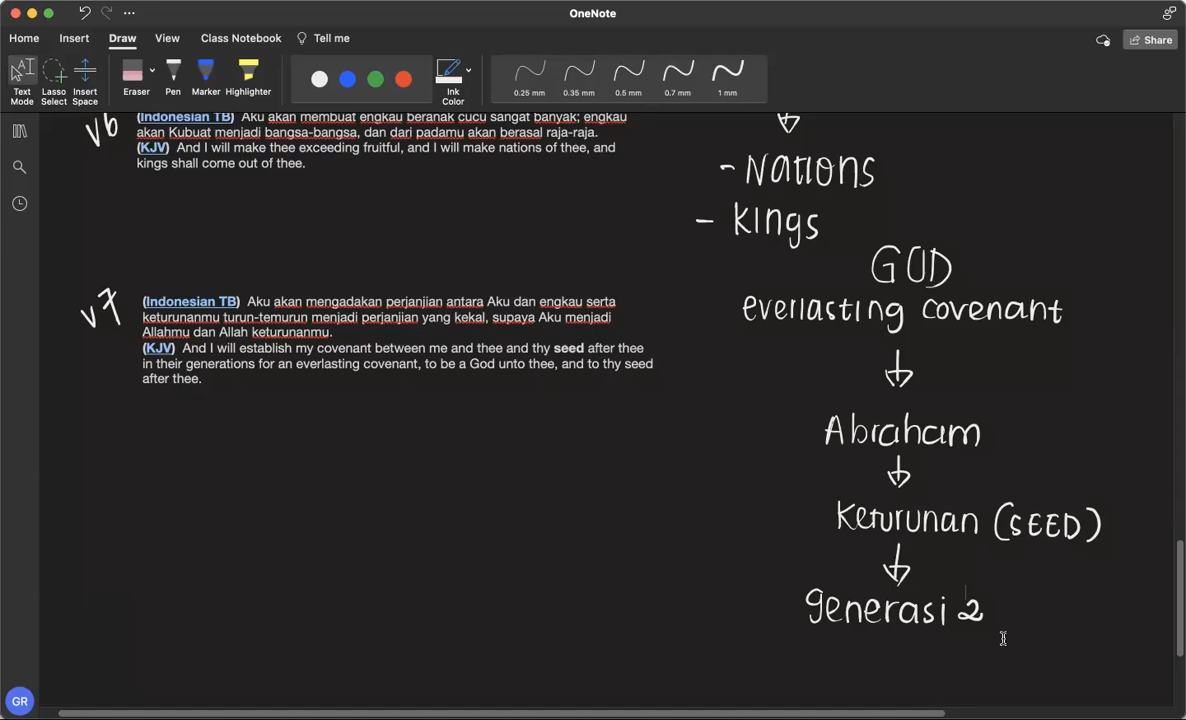 OneNote
Home Insert Draw View Class Notebook Tell me
Share
Text Mode
Lasso Select
Insert Space
Eraser
Pen
Marker
Highlighter
Ink Color
0.25 mm 0.35 mm 0.5 mm 0.7 mm 1 mm
v6
(Indonesian TB) Aku akan membuat engkau beranak cucu sangat banyak; engkau
akan Kubuat menjadi bangsa-bangsa, dan dari padamu akan berasal raja-raja.
(KJV) And I will make thee exceeding fruitful, and I will make nations of thee, and
kings shall come out of thee.
- Nations
- Kings
v7
(Indonesian TB) Aku akan mengadakan perjanjian antara Aku dan engkau serta
keturunanmu turun-temurun menjadi perjanjian yang kekal, supaya Aku menjadi
Allahmu dan Allah keturunanmu.
(KJV) And I will establish my covenant between me and thee and thy seed after thee
in their generations for an everlasting covenant, to be a God unto thee, and to thy seed
after thee.
GOD
everlasting covenant
Abraham
Keturunan (SEED)
generasi 2
GR